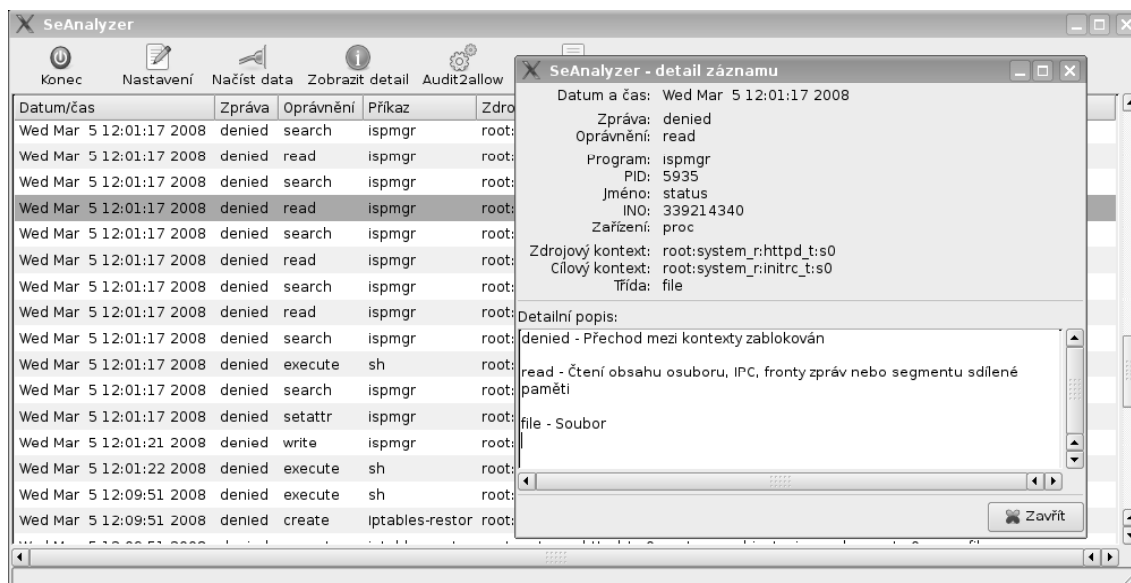 SeAnalyzer
Konec
Nastavení
Načíst data
Zobrazit detail
Audit2allow
Datum/čas Zpráva Oprávnění Příkaz Zdro
Wed Mar 5 12:01:17 2008 denied search ispmgr root:
Wed Mar 5 12:01:17 2008 denied read ispmgr root:
Wed Mar 5 12:01:17 2008 denied search ispmgr root:
Wed Mar 5 12:01:17 2008 denied read ispmgr root:
Wed Mar 5 12:01:17 2008 denied search ispmgr root:
Wed Mar 5 12:01:17 2008 denied read ispmgr root:
Wed Mar 5 12:01:17 2008 denied search ispmgr root:
Wed Mar 5 12:01:17 2008 denied read ispmgr root:
Wed Mar 5 12:01:17 2008 denied search ispmgr root:
Wed Mar 5 12:01:17 2008 denied execute sh root:
Wed Mar 5 12:01:17 2008 denied search ispmgr root:
Wed Mar 5 12:01:17 2008 denied setattr ispmgr root:
Wed Mar 5 12:01:21 2008 denied write ispmgr root:
Wed Mar 5 12:01:22 2008 denied execute sh root:
Wed Mar 5 12:09:51 2008 denied execute sh root:
Wed Mar 5 12:09:51 2008 denied create iptables-restor root:
SeAnalyzer - detail záznamu
Datum a čas: Wed Mar 5 12:01:17 2008
Zpráva: denied
Oprávnění: read
Program: ispmgr
PID: 5935
Jméno: status
INO: 339214340
Zařízení: proc
Zdrojový kontext: root:system_r:httpd_t:s0
Cílový kontext: root:system_r:initrc_t:s0
Třída: file
Detailní popis:
denied - Přechod mezi kontexty zablokován
read - Čtení obsahu osuboru, IPC, fronty zpráv nebo segmentu sdílené
paměti
file - Soubor
Zavřít